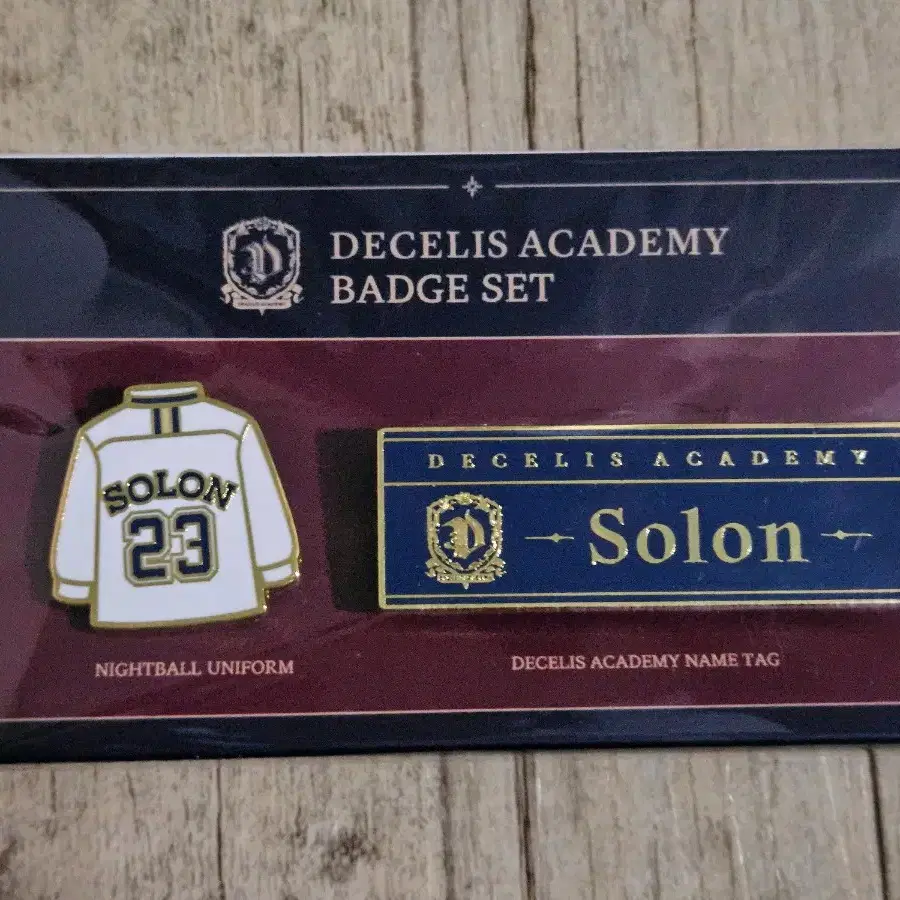 D
DECELIS ACADEMY
BADGE SET
SOLON
23
DECELIS ACADEMY
D
Solon
NIGHTBALL UNIFORM
DECELIS ACADEMY NAME TAG